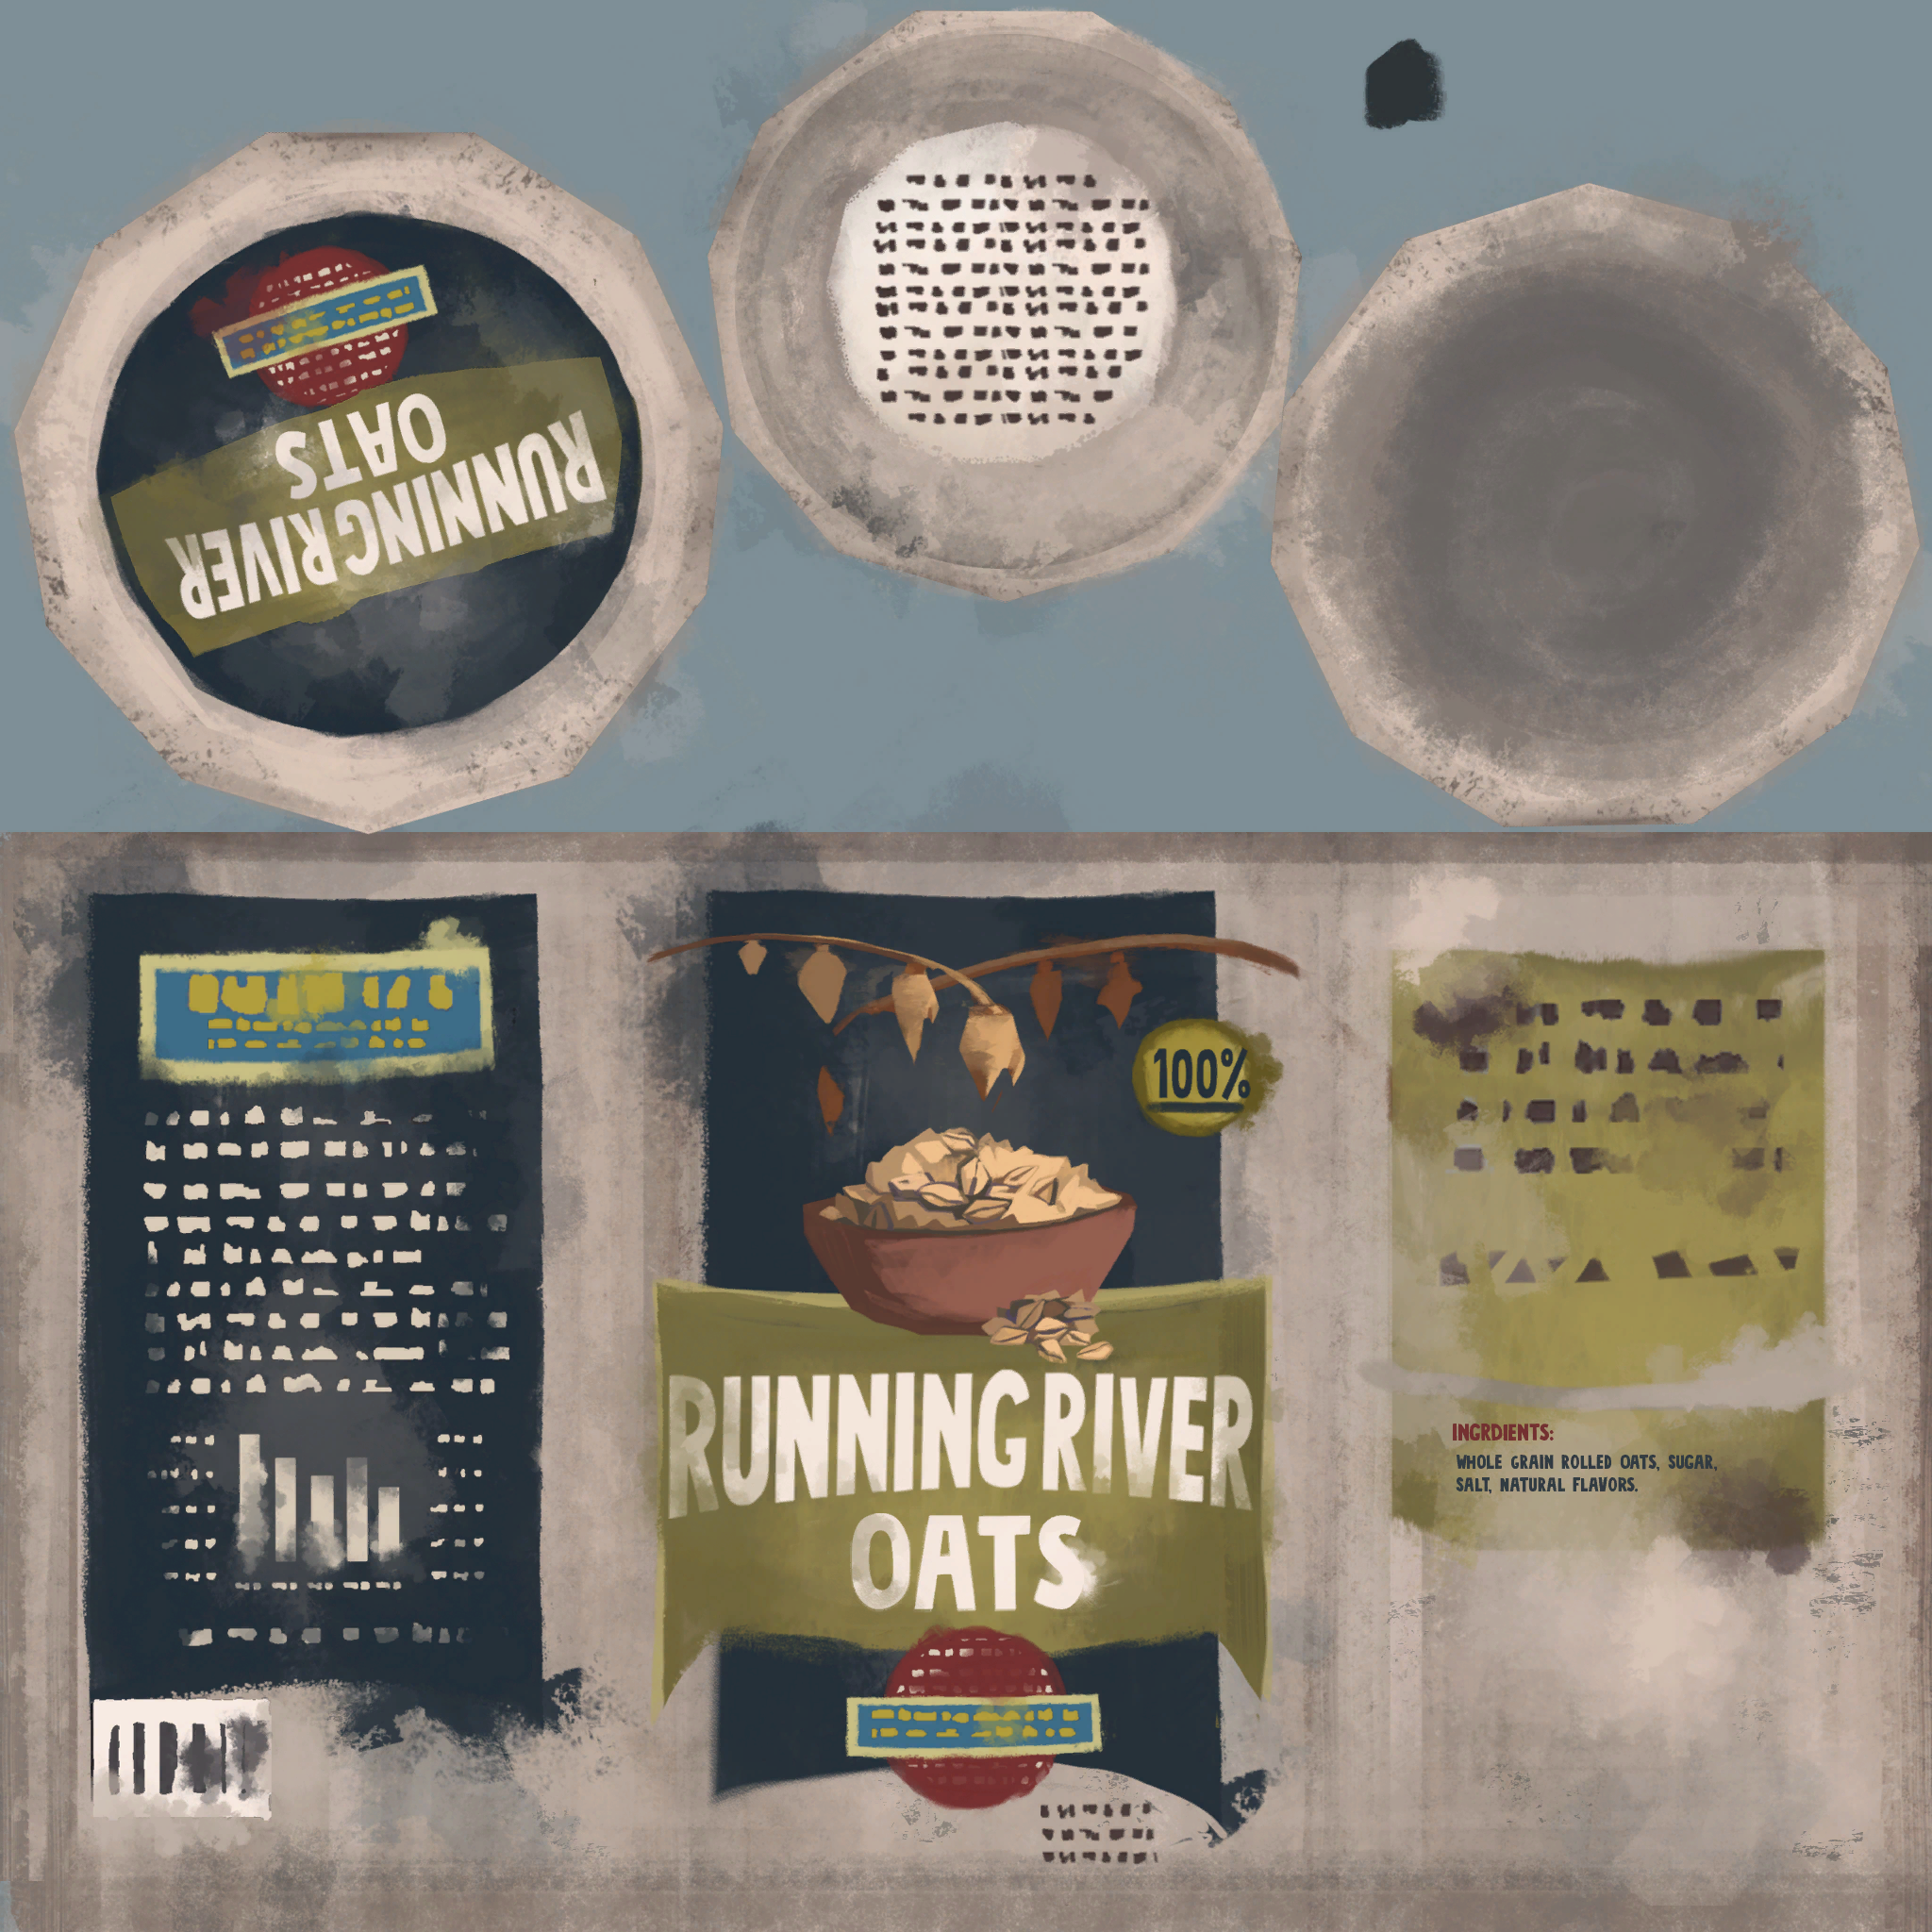 OATS
RUNNING RIVER
100%
RUNNING RIVER
OATS
INGRDIENTS:
WHOLE GRAIN ROLLED OATS, SUGAR,
SALT, NATURAL FLAVORS.